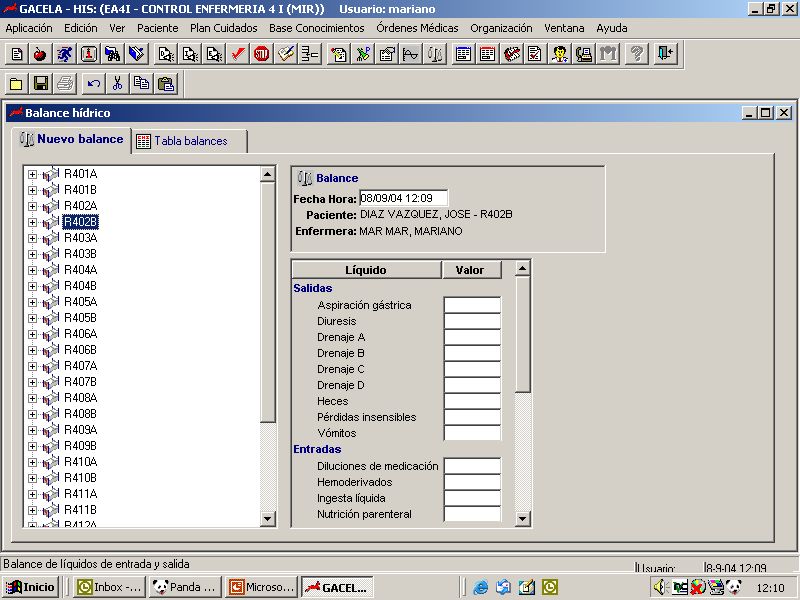 GACELA - HIS: (EA4I - CONTROL ENFERMERIA 4 I (MIR)) Usuario: mariano
Aplicación Edición Ver Paciente Plan Cuidados Base Conocimientos Órdenes Médicas Organización Ventana Ayuda
Balance hídrico
Nuevo balance Tabla balances
R401A
R401B
R402A
R402B
R403A
R403B
R404A
R404B
R405A
R405B
R406A
R406B
R407A
R407B
R408A
R408B
R409A
R409B
R410A
R410B
R411A
R411B
R412A
Balance
Fecha Hora: 08/09/04 12:09
Paciente: DIAZ VAZQUEZ, JOSE - R402B
Enfermera: MAR MAR, MARIANO
Líquido Valor
Salidas
Aspiración gástrica
Diuresis
Drenaje A
Drenaje B
Drenaje C
Drenaje D
Heces
Pérdidas insensibles
Vómitos
Entradas
Diluciones de medicación
Hemoderivados
Ingesta líquida
Nutrición parenteral
Balance de líquidos de entrada y salida Usuario: 8-9-04 12:09
Inicio Inbox -... Panda ... Microso... GACEL... 12:10